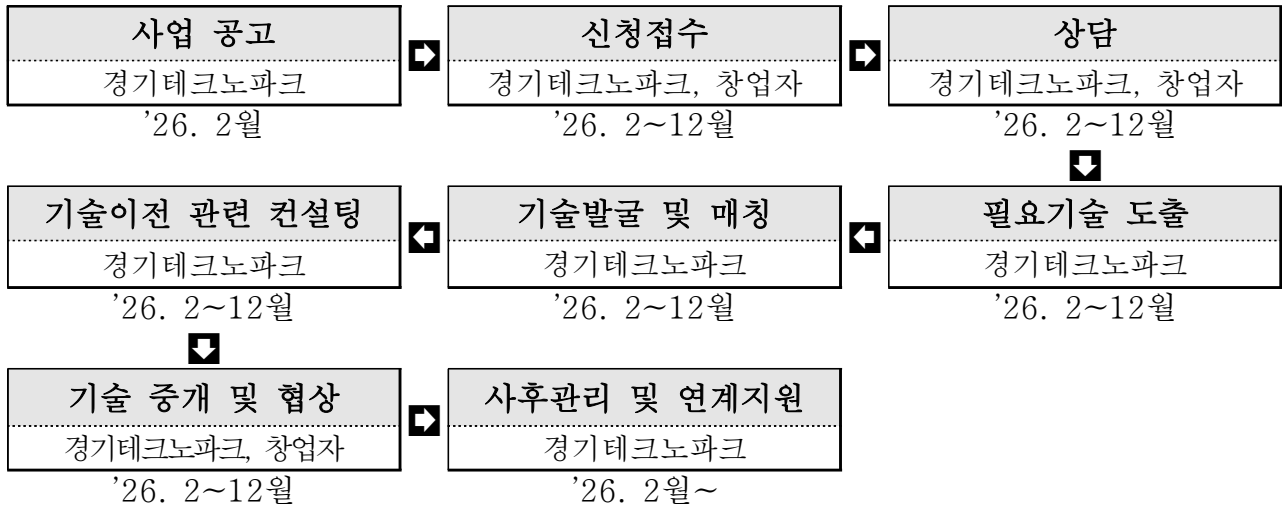 사업 공고
경기테크노파크
’26. 2월
신청접수
경기테크노파크, 창업자
’26. 2~12월
상담
경기테크노파크, 창업자
’26. 2~12월
필요기술 도출
경기테크노파크
’26. 2~12월
기술발굴 및 매칭
경기테크노파크
’26. 2~12월
기술이전 관련 컨설팅
경기테크노파크
’26. 2~12월
기술 중개 및 협상
경기테크노파크, 창업자
’26. 2~12월
사후관리 및 연계지원
경기테크노파크
’26. 2월~